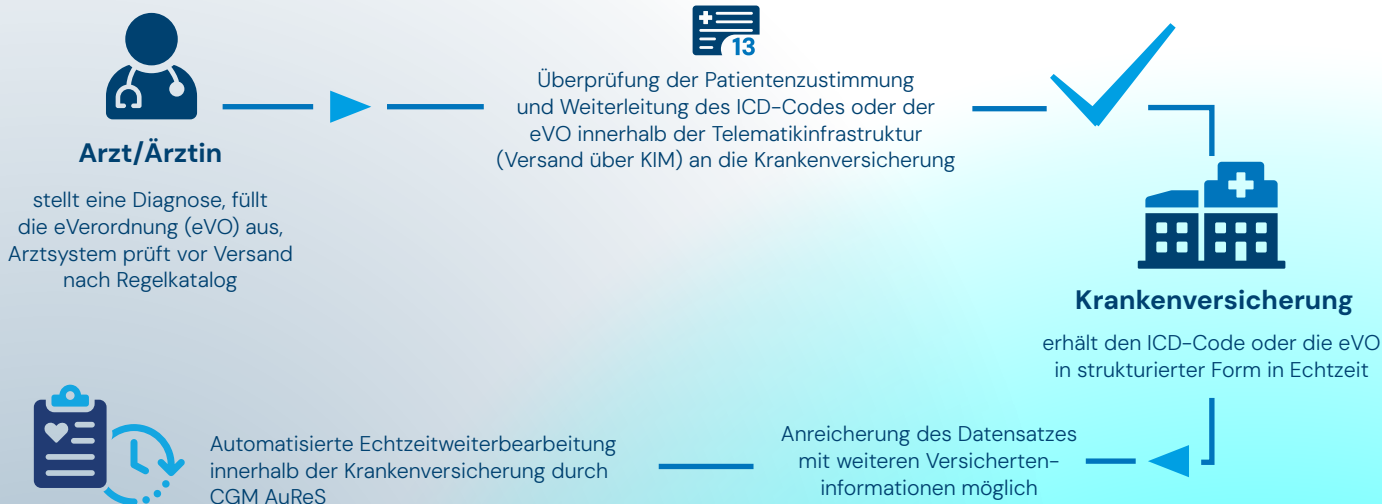 Arzt/Ärztin
stellt eine Diagnose, füllt
die eVerordnung (eVO) aus,
Arztsystem prüft vor Versand
nach Regelkatalog
13
Überprüfung der Patientenzustimmung
und Weiterleitung des ICD-Codes oder der
eVO innerhalb der Telematikinfrastruktur
(Versand über KIM) an die Krankenversicherung
Krankenversicherung
erhält den ICD-Code oder die eVO
in strukturierter Form in Echtzeit
Anreicherung des Datensatzes
mit weiteren Versicherten-
informationen möglich
Automatisierte Echtzeitweiterbearbeitung
innerhalb der Krankenversicherung durch
CGM AuReS